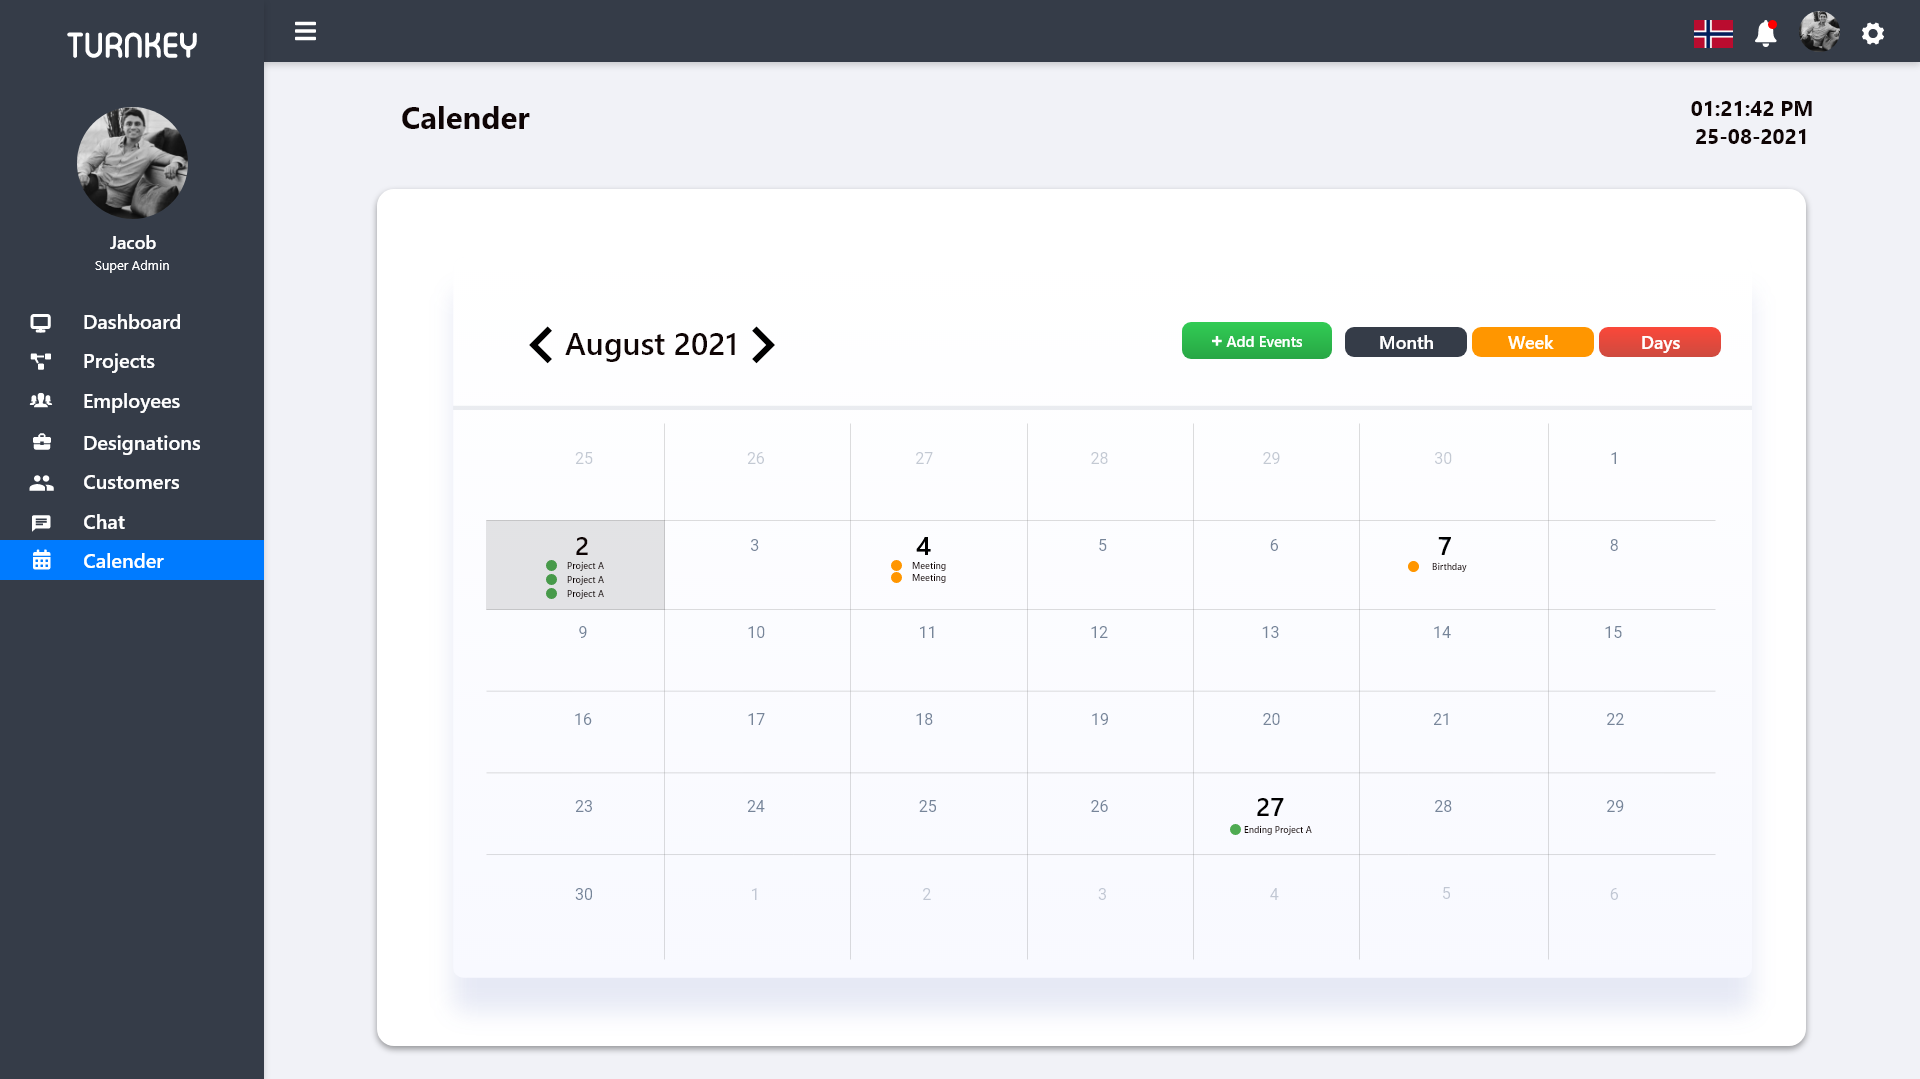 TURNKEY
Jacob
Super Admin
Dashboard
Projects
Employees
Designations
Customers
Chat
Calender
Calender
01:21:42 PM
25-08-2021
August 2021
+ Add Events
Month
Week
Days
25 26 27 28 29 30 1
2 3 4 5 6 7 8
Project A
Project A
Project A
Meeting
Meeting
Birthday
9 10 11 12 13 14 15
16 17 18 19 20 21 22
23 24 25 26 27 28 29
Ending Project A
30 1 2 3 4 5 6